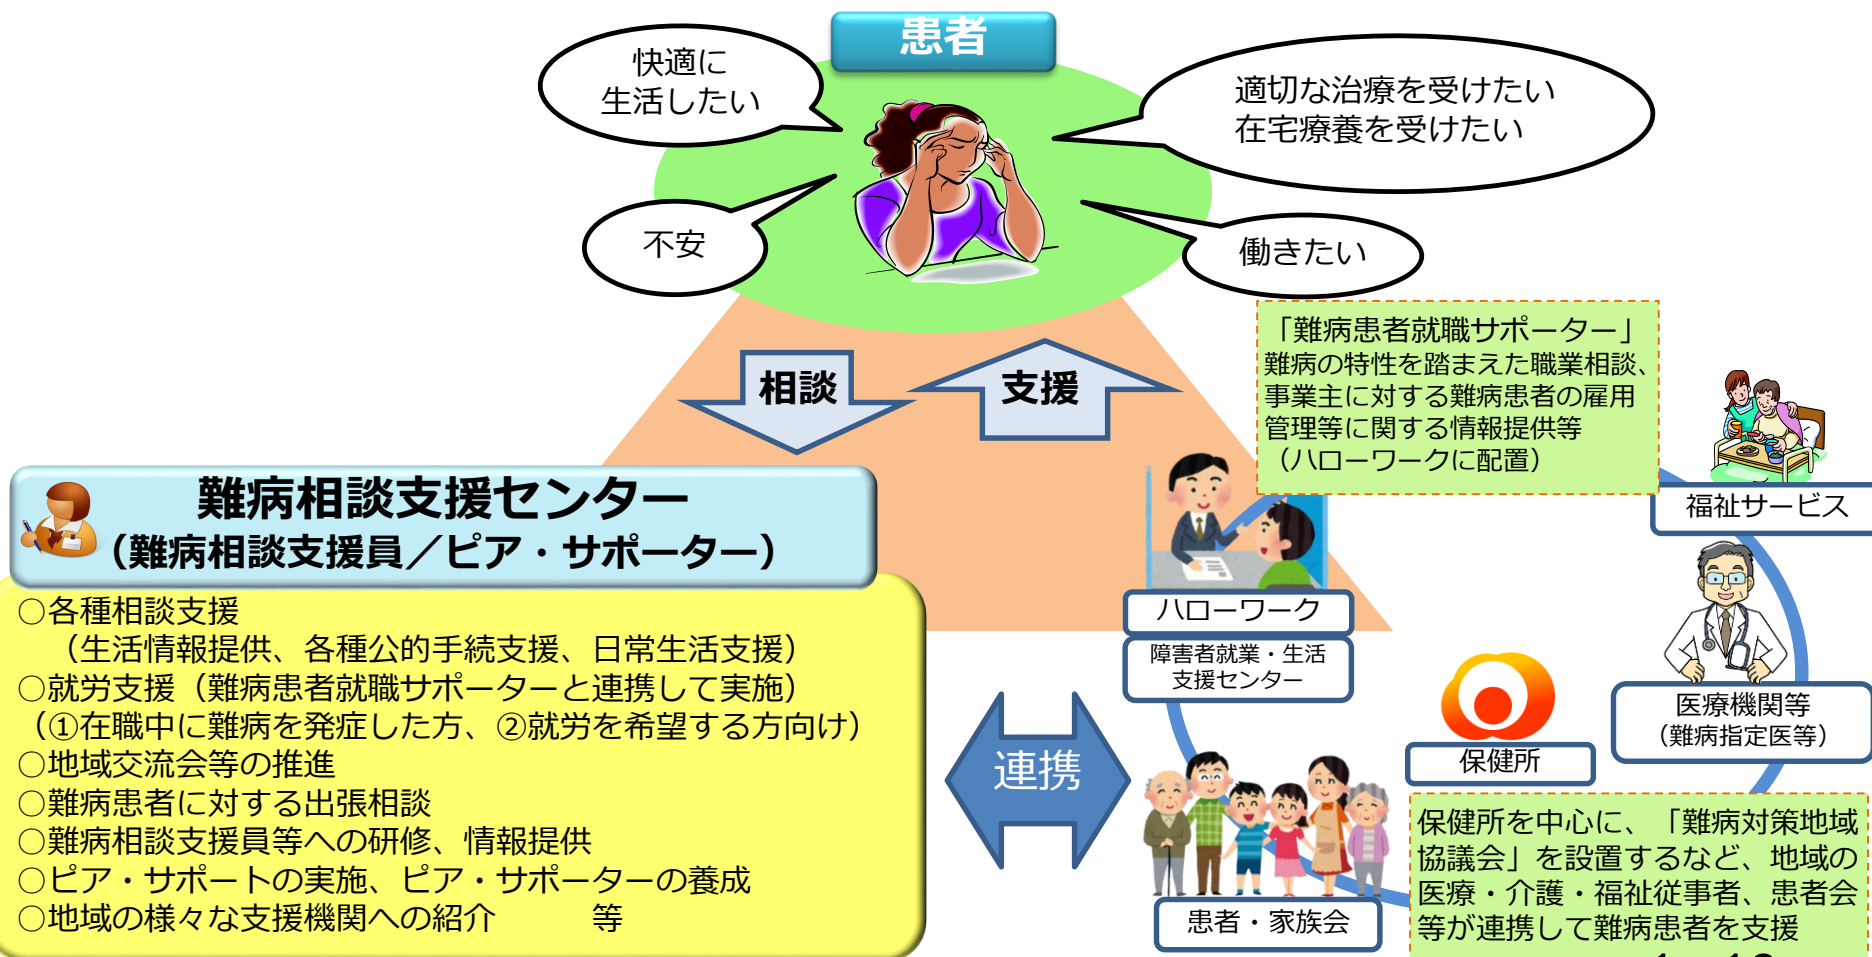 患者
快適に
生活したい
適切な治療を受けたい
在宅療養を受けたい
不安
働きたい
相談
支援
「難病患者就職サポーター」
難病の特性を踏まえた職業相談、
事業主に対する難病患者の雇用
管理等に関する情報提供等
（ハローワークに配置）
福祉サービス
難病相談支援センター
（難病相談支援員／ピア・サポーター）
○各種相談支援
（生活情報提供、各種公的手続支援、日常生活支援）
○就労支援（難病患者就職サポーターと連携して実施）
（①在職中に難病を発症した方、②就労を希望する方向け）
○地域交流会等の推進
○難病患者に対する出張相談
○難病相談支援員等への研修、情報提供
○ピア・サポートの実施、ピア・サポーターの養成
○地域の様々な支援機関への紹介　　　等
ハローワーク
障害者就業・生活
支援センター
医療機関等
（難病指定医等）
保健所
連携
患者・家族会
保健所を中心に、「難病対策地域
協議会」を設置するなど、地域の
医療・介護・福祉従事者、患者会
等が連携して難病患者を支援